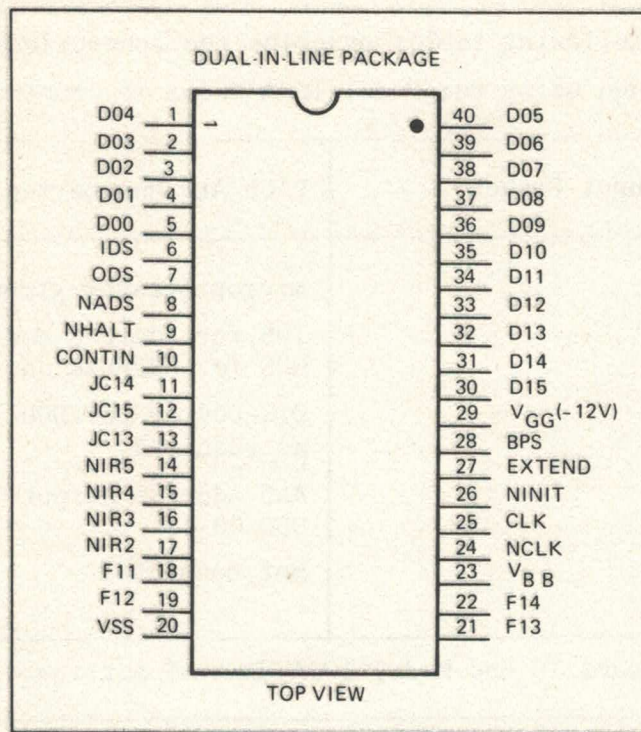 DUAL-IN-LINE PACKAGE
D04 1 40 D05
D03 2 39 D06
D02 3 38 D07
D01 4 37 D08
D00 5 36 D09
IDS 6 35 D10
ODS 7 34 D11
NADS 8 33 D12
NHALT 9 32 D13
CONTIN 10 31 D14
JC14 11 30 D15
JC15 12 29 VGG(-12V)
JC13 13 28 BPS
NIR5 14 27 EXTEND
NIR4 15 26 NINIT
NIR3 16 25 CLK
NIR2 17 24 NCLK
F11 18 23 VBB
F12 19 22 F14
VSS 20 21 F13
TOP VIEW